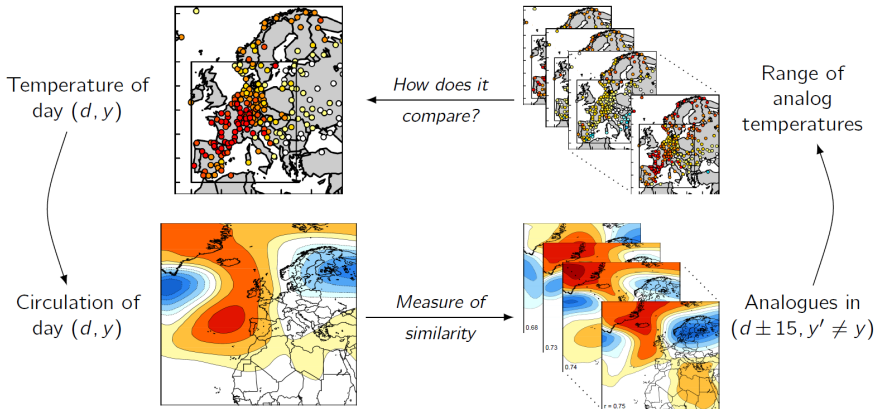 Temperature of
day (d, y)
How does it
compare?
Range of
analog
temperatures
Circulation of
day (d, y)
Measure of
similarity
0.68
0.73
0.74
r = 0.75
Analogues in
(d ± 15, y′ ≠ y)